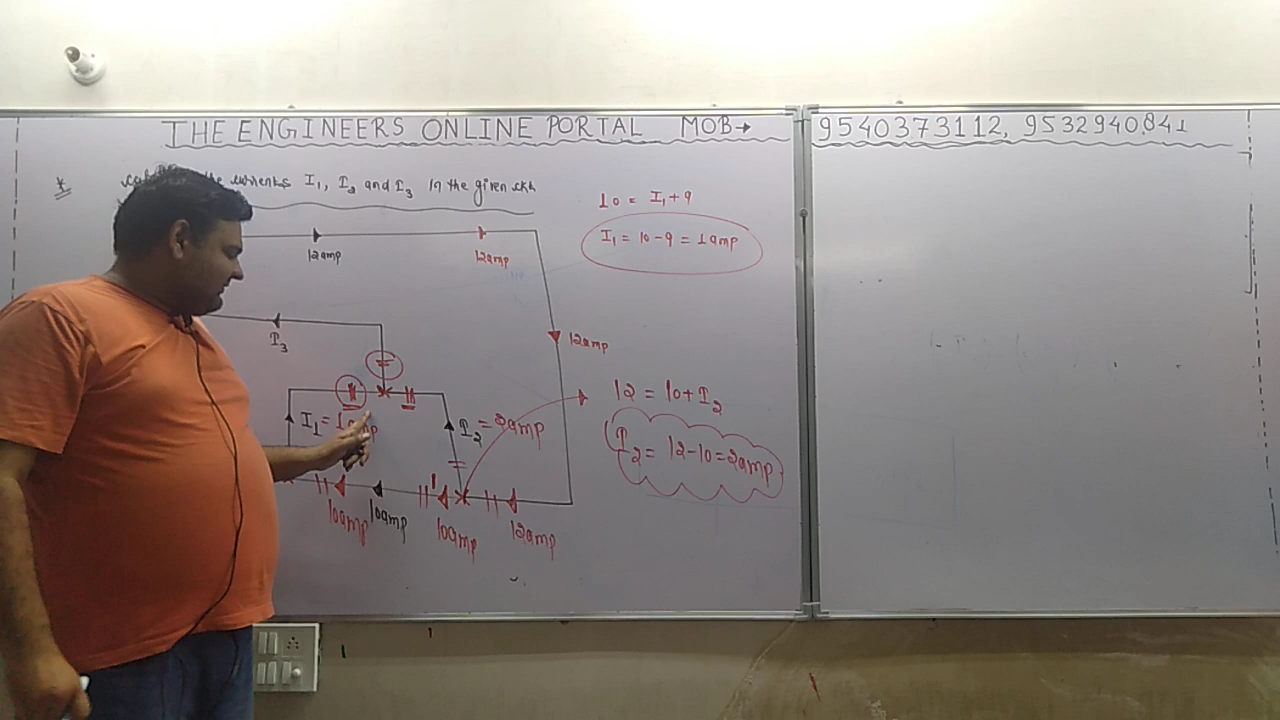 THE ENGINEERS ONLINE PORTAL MOB→ 9540373112, 9532940841
the currents I₁, I₂ and I₃ in the given ckt
10 = I₁+9
I₁ = 10-9 = 1amp
12amp
12amp
12amp
I₃
12 = 10+I₂
I₂ = 12-10=2amp
I₁=1amp
I₂=2amp
10amp
10amp
10amp
12amp